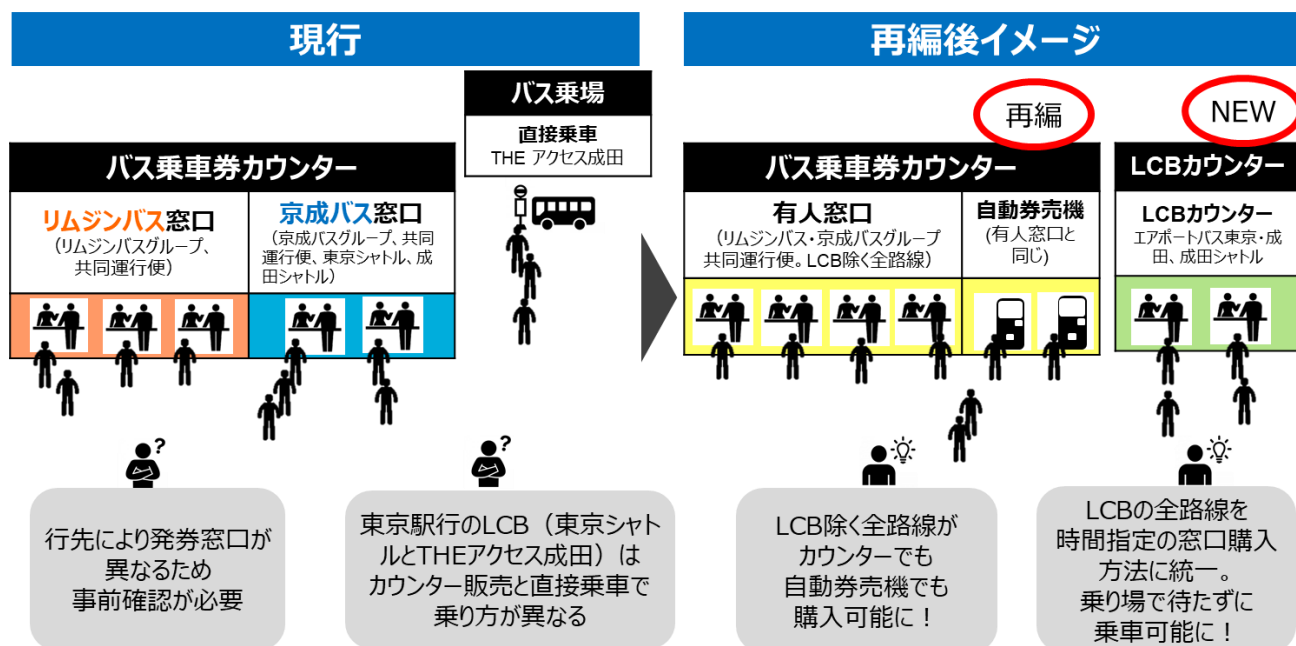 現行
バス乗場
直接乗車
THE アクセス成田
バス乗車券カウンター
リムジンバス窓口
（リムジンバスグループ、
共同運行便）
京成バス窓口
（京成バスグループ、共同
運行便、東京シャトル、成
田シャトル）
?
行先により発券窓口が
異なるため
事前確認が必要
?
東京駅行のLCB（東京シャト
ルとTHEアクセス成田）は
カウンター販売と直接乗車で
乗り方が異なる
再編後イメージ
再編
NEW
バス乗車券カウンター
有人窓口
（リムジンバス・京成バスグループ
共同運行便。LCB除く全路線）
自動券売機
(有人窓口と
同じ)
LCBカウンター
LCBカウンター
エアポートバス東京・成
田、成田シャトル
LCB除く全路線が
カウンターでも
自動券売機でも
購入可能に！
LCBの全路線を
時間指定の窓口購入
方法に統一。
乗り場で待たずに
乗車可能に！